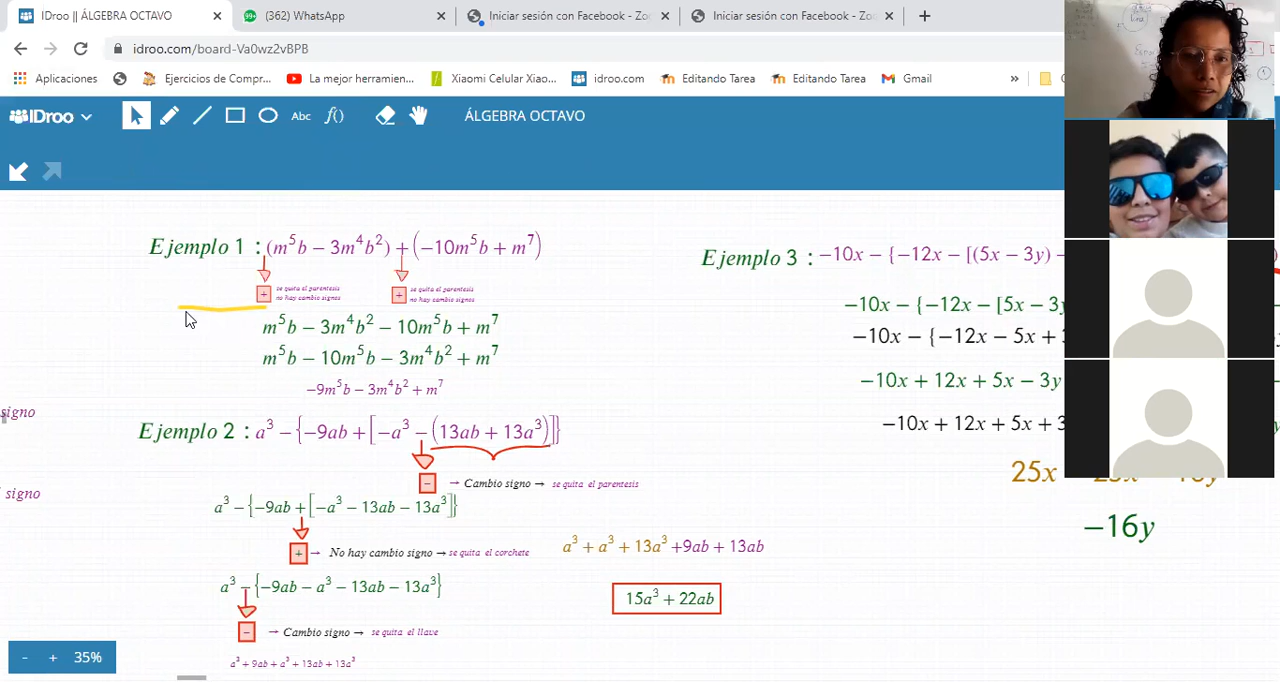 IDroo || ÁLGEBRA OCTAVO
(362) WhatsApp
Iniciar sesión con Facebook - Zo
Iniciar sesión con Facebook - Zo
idroo.com/board-Va0wz2vBPB
Aplicaciones
Ejercicios de Compr...
La mejor herramien...
Xiaomi Celular Xiao...
idroo.com
Editando Tarea
Editando Tarea
Gmail
»
IDroo
Abc
f()
ÁLGEBRA OCTAVO
Ejemplo 1 : (m⁵b − 3m⁴b²) + (−10m⁵b + m⁷)
+ se quita el parentesis
no hay cambio signos
+ se quita el parentesis
no hay cambio signos
m⁵b − 3m⁴b² − 10m⁵b + m⁷
m⁵b − 10m⁵b − 3m⁴b² + m⁷
−9m⁵b − 3m⁴b² + m⁷
signo
signo
Ejemplo 2 : a³ − {−9ab + [−a³ − (13ab + 13a³)]}
− → Cambio signo → se quita el parentesis
a³ − {−9ab + [−a³ − 13ab − 13a³]}
+ → No hay cambio signo → se quita el corchete
a³ − {−9ab − a³ − 13ab − 13a³}
− → Cambio signo → se quita el llave
a³ + 9ab + a³ + 13ab + 13a³
a³ + a³ + 13a³ +9ab + 13ab
15a³ + 22ab
Ejemplo 3 : −10x − {−12x − [(5x − 3y) −
−10x − {−12x − [5x − 3y
−10x − {−12x − 5x + 3
−10x + 12x + 5x − 3y
−10x + 12x + 5x + 3
25x
−16y
- + 35%